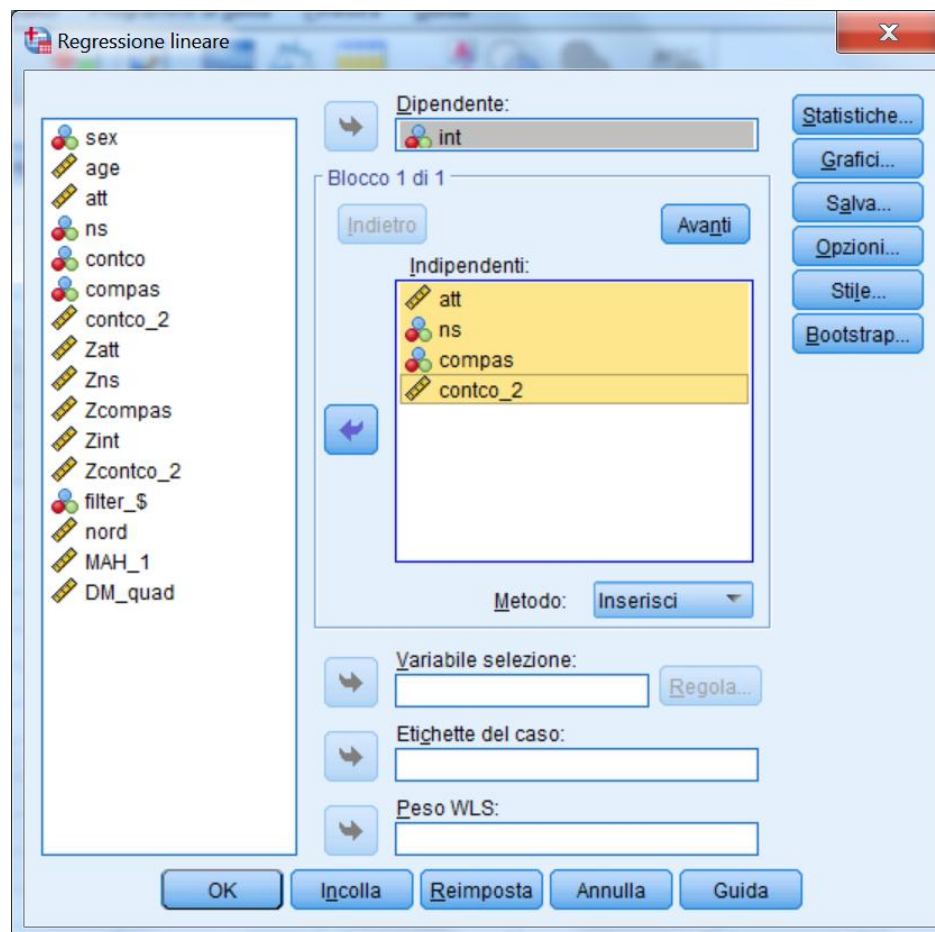 Regressione lineare
sex
age
att
ns
contco
compas
contco_2
Zatt
Zns
Zcompas
Zint
Zcontco_2
filter_$
nord
MAH_1
DM_quad
Dipendente:
int
Blocco 1 di 1
Indietro
Avanti
Indipendenti:
att
ns
compas
contco_2
Metodo: Inserisci
Variabile selezione:
Regola...
Etichette del caso:
Peso WLS:
Statistiche...
Grafici...
Salva...
Opzioni...
Stile...
Bootstrap...
OK Incolla Reimposta Annulla Guida